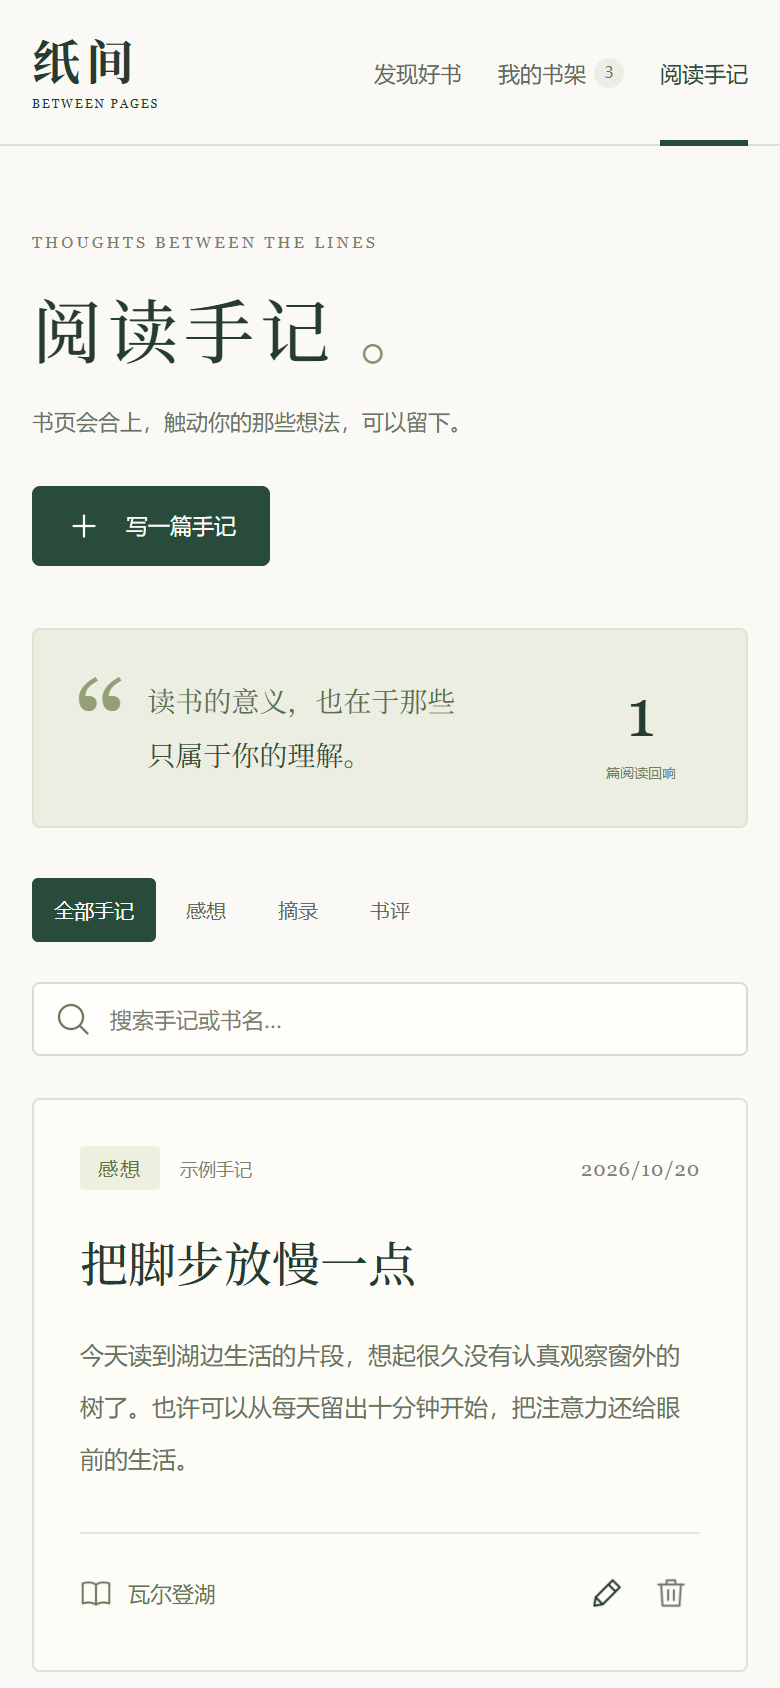 纸间
BETWEEN PAGES
发现好书 我的书架 3 阅读手记
THOUGHTS BETWEEN THE LINES
阅读手记 。
书页会合上，触动你的那些想法，可以留下。
写一篇手记
“ 读书的意义，也在于那些
只属于你的理解。
1
篇阅读回响
全部手记 感想 摘录 书评
搜索手记或书名...
感想 示例手记 2026/10/20
把脚步放慢一点
今天读到湖边生活的片段，想起很久没有认真观察窗外的
树了。也许可以从每天留出十分钟开始，把注意力还给眼
前的生活。
瓦尔登湖